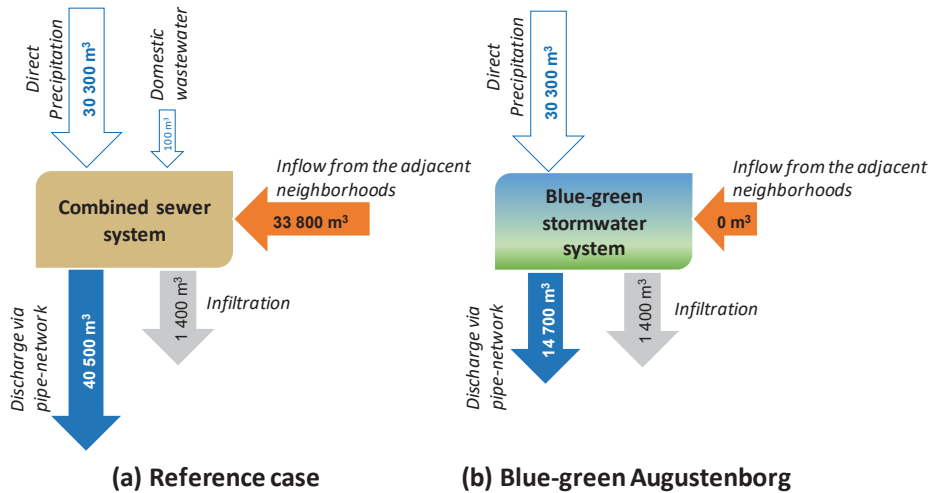 Direct
Precipitation
30 300 m³
Domestic
wastewater
100 m³
Inflow from the adjacent
neighborhoods
Combined sewer
system
33 800 m³
Discharge via
pipe-network
40 500 m³
1 400 m³
Infiltration
(a) Reference case
Direct
Precipitation
30 300 m³
Inflow from the adjacent
neighborhoods
Blue-green
stormwater
system
0 m³
Discharge via
pipe-network
14 700 m³
1 400 m³
Infiltration
(b) Blue-green Augustenborg